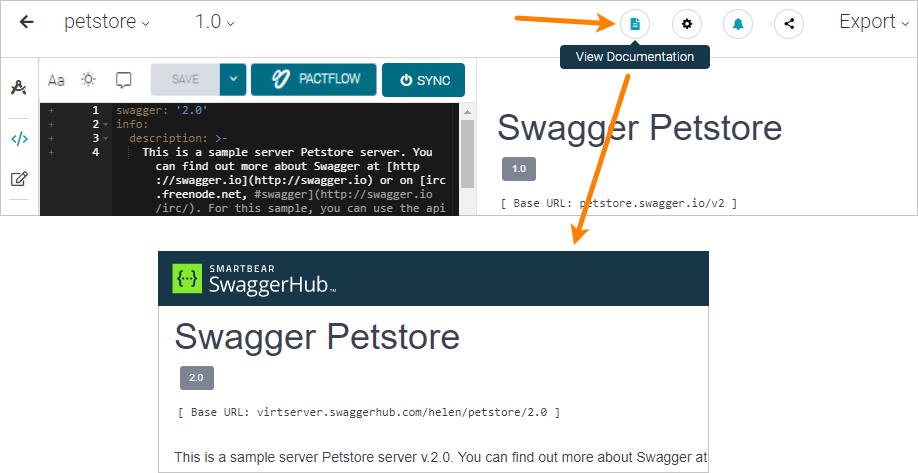 petstore
1.0
Export
View Documentation
Aa
SAVE
PACTFLOW
SYNC
1 swagger: '2.0'
2 info:
3 description: >-
4 This is a sample server Petstore server. You
can find out more about Swagger at [http
://swagger.io](http://swagger.io) or on [irc
.freenode.net, #swagger](http://swagger.io
/irc/). For this sample, you can use the api
Swagger Petstore
1.0
[ Base URL: petstore.swagger.io/v2 ]
SMARTBEAR
SwaggerHub™
Swagger Petstore
2.0
[ Base URL: virtserver.swaggerhub.com/helen/petstore/2.0 ]
This is a sample server Petstore server v.2.0. You can find out more about Swagger at